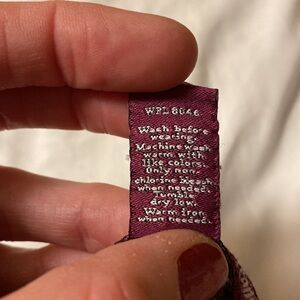 WPL 8646
Wash before
wearing.
Machine wash
warm with
like colors.
Only non-
chlorine bleach
when needed.
Tumble
dry low.
Warm iron
when needed.